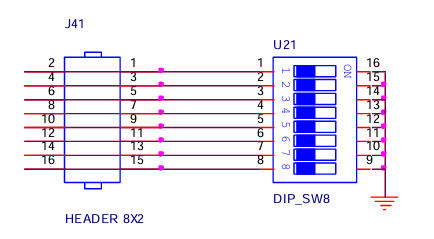 J41
U21
2 1 1 1 ON 16
4 3 2 2 15
6 5 3 3 14
8 7 4 4 13
10 9 5 5 12
12 11 6 6 11
14 13 7 7 10
16 15 8 8 9
DIP_SW8
HEADER 8X2